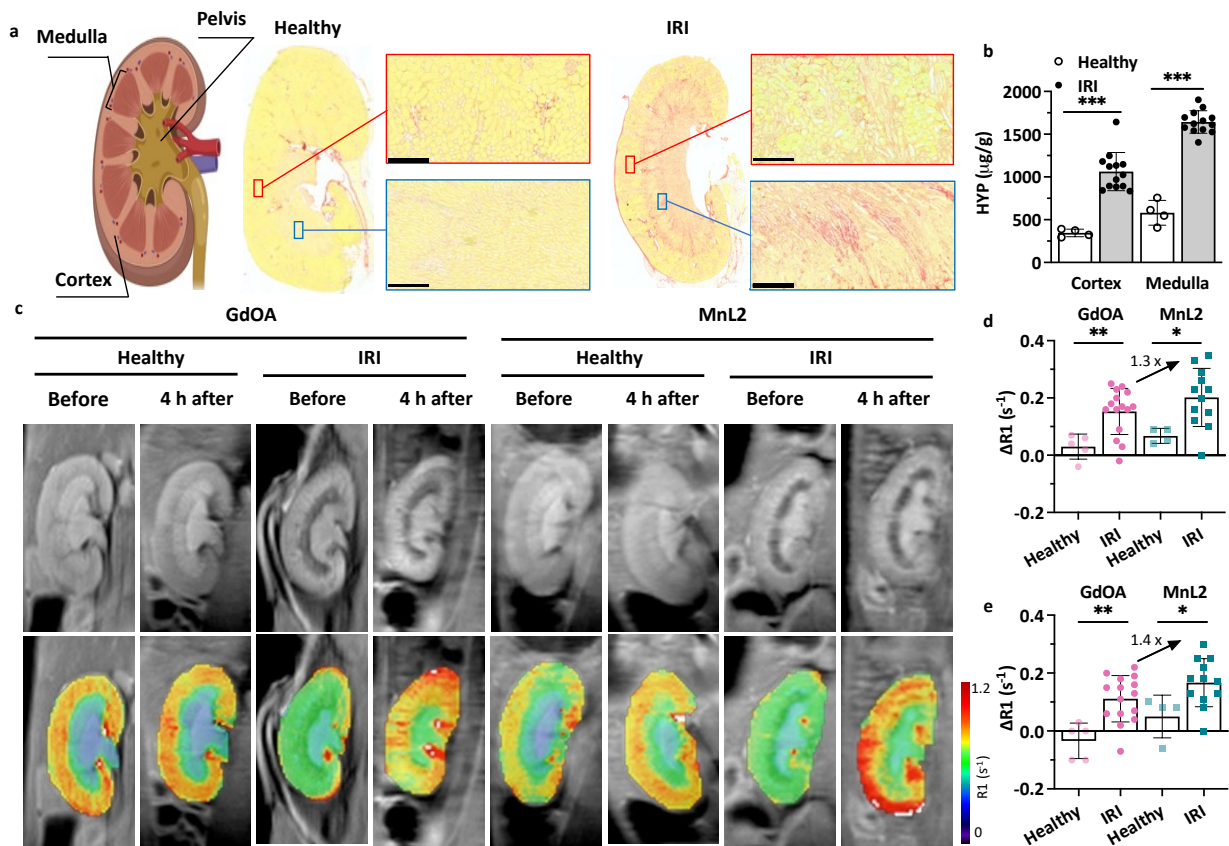 a
Pelvis
Medulla
Cortex
Healthy
IRI
b
Healthy
IRI
***
***
HYP (µg/g)
2000
1500
1000
500
0
Cortex
Medulla
c
GdOA
MnL2
Healthy
IRI
Healthy
IRI
Before
4 h after
Before
4 h after
Before
4 h after
Before
4 h after
1.2
R1 (s⁻¹)
0
d
GdOA
MnL2
**
*
1.3 x
ΔR1 (s⁻¹)
0.4
0.2
0.0
-0.2
Healthy
IRI
Healthy
IRI
e
GdOA
MnL2
**
*
1.4 x
ΔR1 (s⁻¹)
0.4
0.2
0.0
-0.2
Healthy
IRI
Healthy
IRI